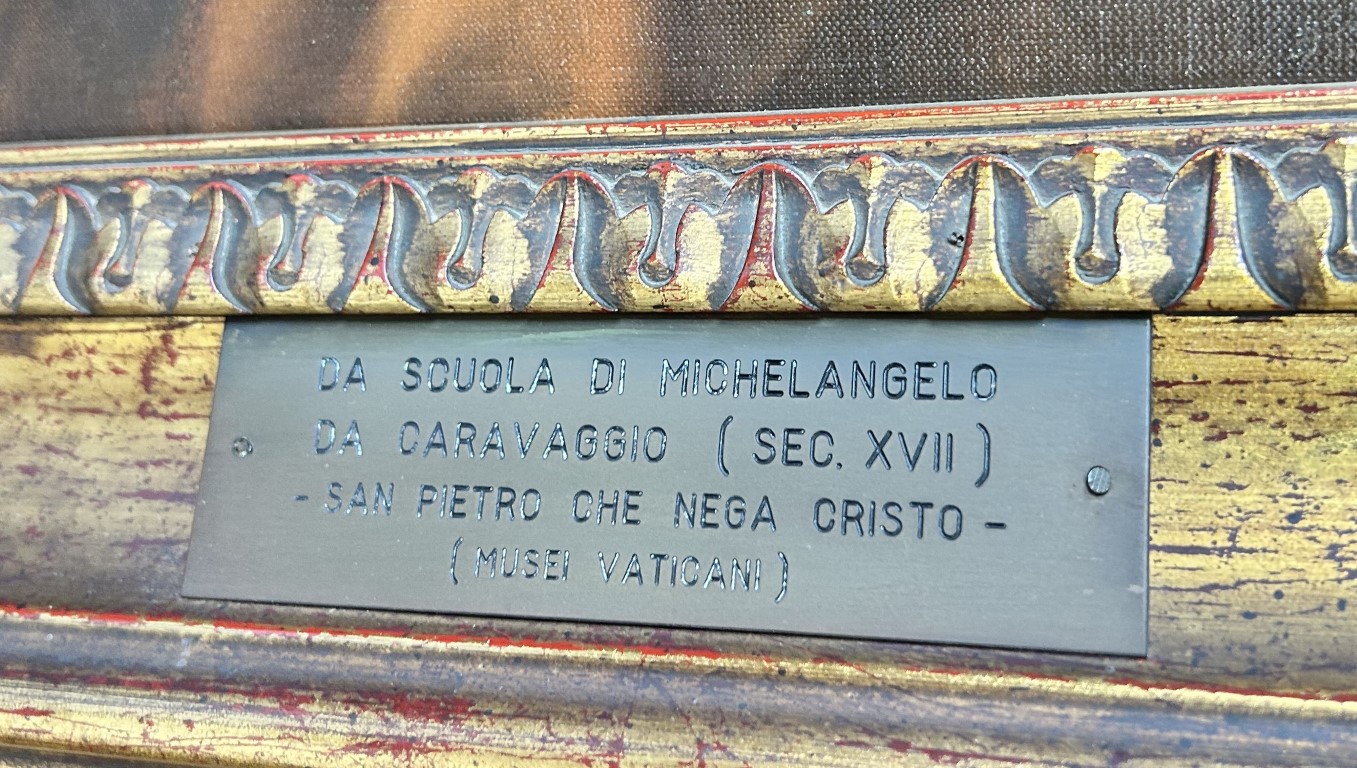 DA SCUOLA DI MICHELANGELO
DA CARAVAGGIO (SEC. XVII)
- SAN PIETRO CHE NEGA CRISTO -
(MUSEI VATICANI)